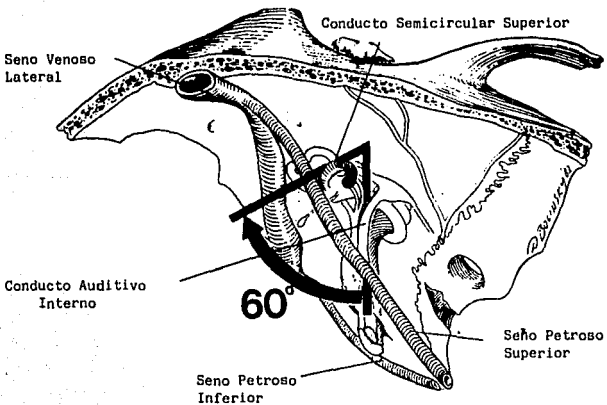 Conducto Semicircular Superior
Seno Venoso
Lateral
Conducto Auditivo
Interno
60°
Seno Petroso
Superior
Seno Petroso
Inferior